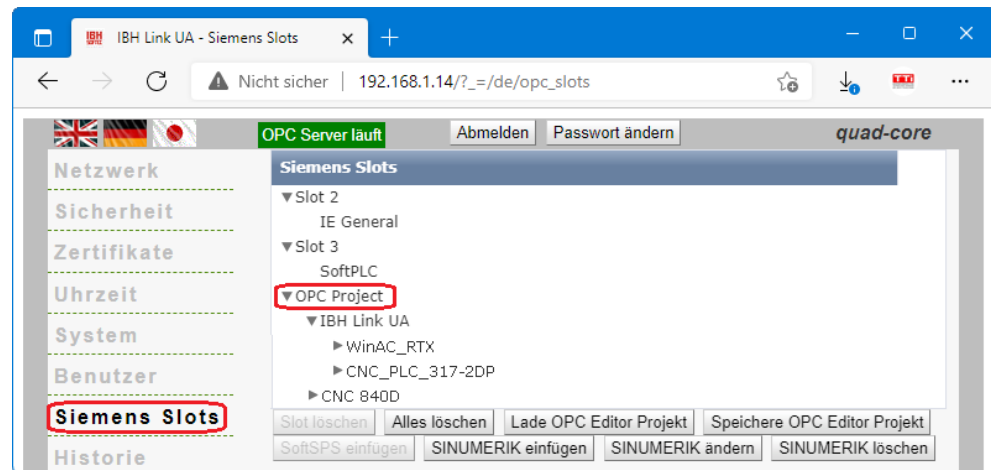 IBH Link UA - Siemens Slots
Nicht sicher | 192.168.1.14/?_=/de/opc_slots
OPC Server läuft Abmelden Passwort ändern quad-core
Netzwerk
Sicherheit
Zertifikate
Uhrzeit
System
Benutzer
Siemens Slots
Historie
Siemens Slots
Slot 2
IE General
Slot 3
SoftPLC
OPC Project
IBH Link UA
WinAC_RTX
CNC_PLC_317-2DP
CNC 840D
Slot löschen Alles löschen Lade OPC Editor Projekt Speichere OPC Editor Projekt
SoftSPS einfügen SINUMERIK einfügen SINUMERIK ändern SINUMERIK löschen